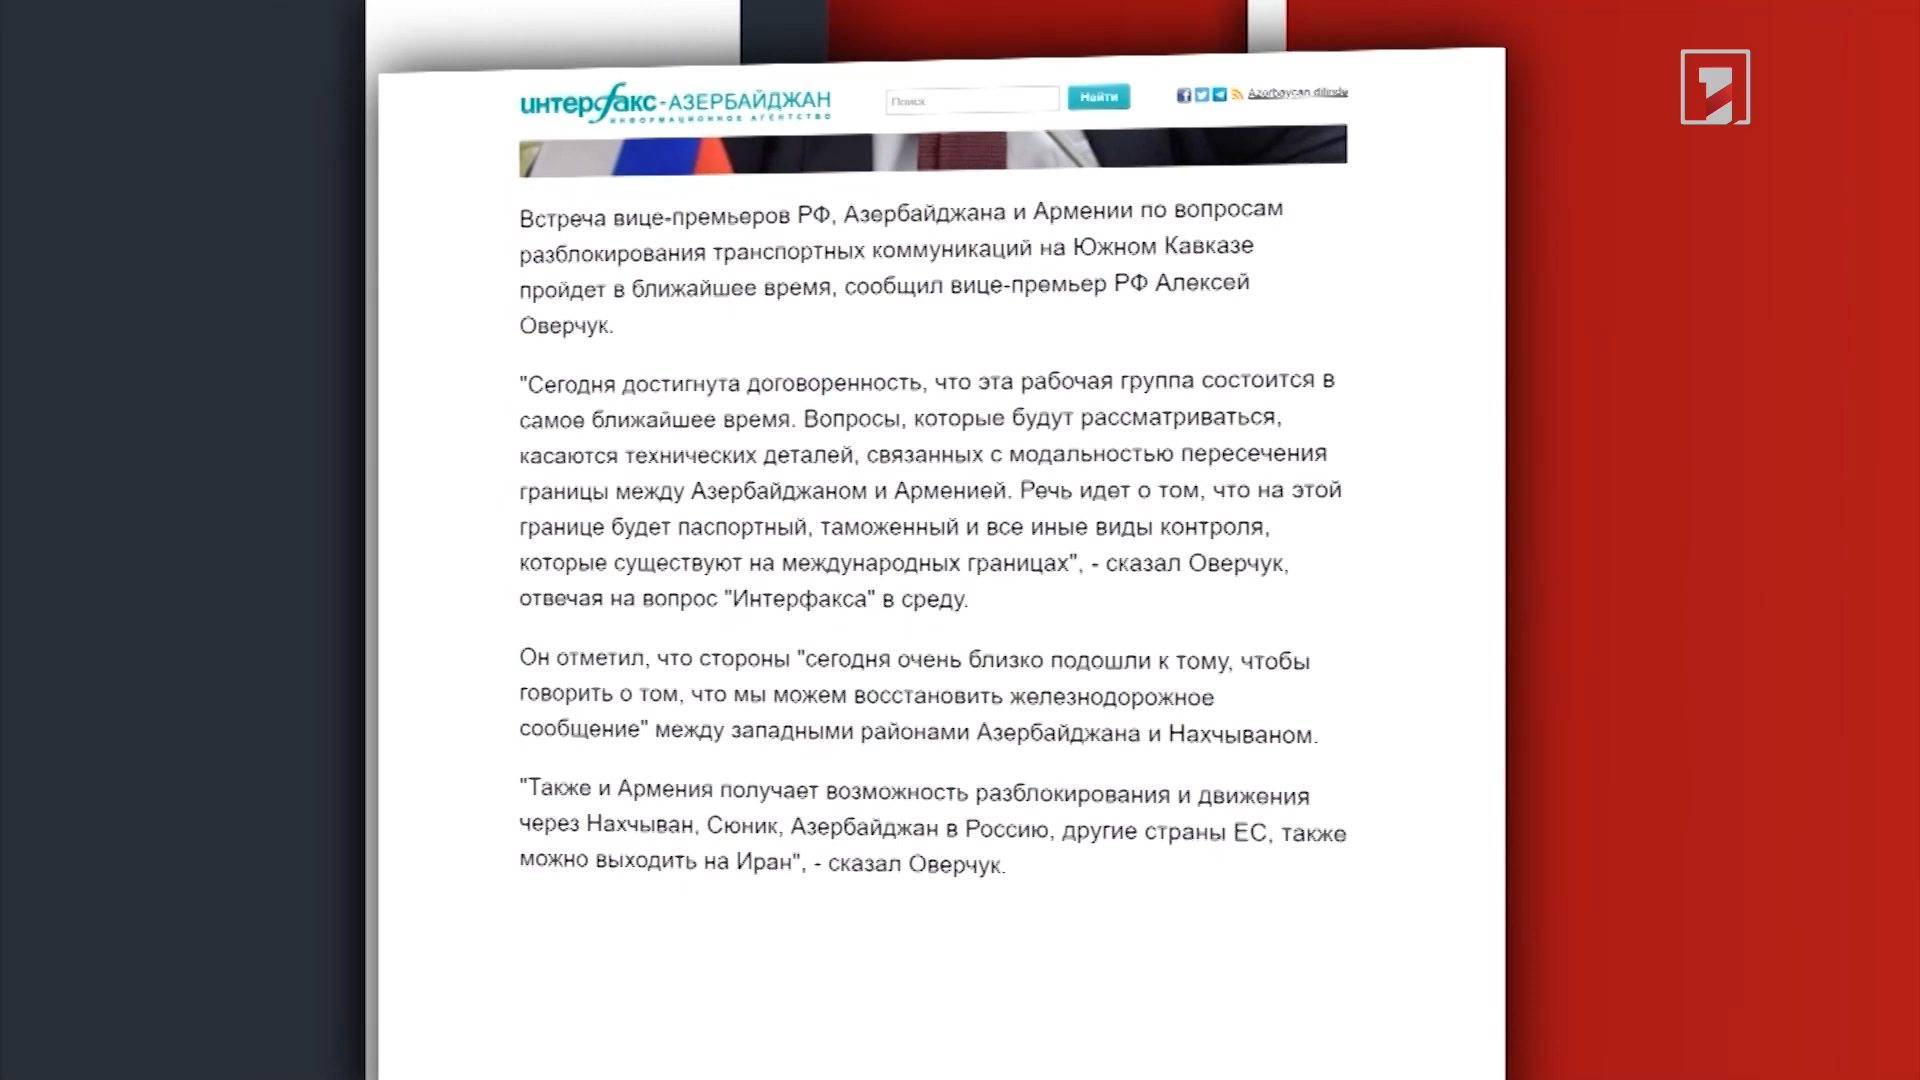 интерфакс-АЗЕРБАЙДЖАН
ИНФОРМАЦИОННОЕ АГЕНТСТВО
Поиск
Найти
Azərbaycan dilində
1
Встреча вице-премьеров РФ, Азербайджана и Армении по вопросам
разблокирования транспортных коммуникаций на Южном Кавказе
пройдет в ближайшее время, сообщил вице-премьер РФ Алексей
Оверчук.
"Сегодня достигнута договоренность, что эта рабочая группа состоится в
самое ближайшее время. Вопросы, которые будут рассматриваться,
касаются технических деталей, связанных с модальностью пересечения
границы между Азербайджаном и Арменией. Речь идет о том, что на этой
границе будет паспортный, таможенный и все иные виды контроля,
которые существуют на международных границах", - сказал Оверчук,
отвечая на вопрос "Интерфакса" в среду.
Он отметил, что стороны "сегодня очень близко подошли к тому, чтобы
говорить о том, что мы можем восстановить железнодорожное
сообщение" между западными районами Азербайджана и Нахчываном.
"Также и Армения получает возможность разблокирования и движения
через Нахчыван, Сюник, Азербайджан в Россию, другие страны ЕС, также
можно выходить на Иран", - сказал Оверчук.